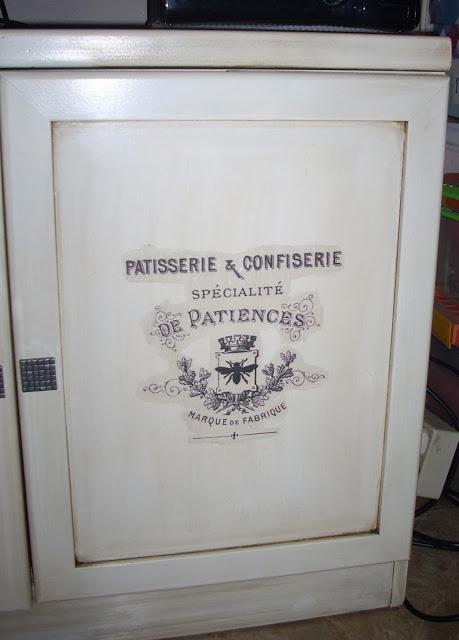 PATISSERIE & CONFISERIE
SPÉCIALITÉ
DE PATIENCES
MARQUE DE FABRIQUE